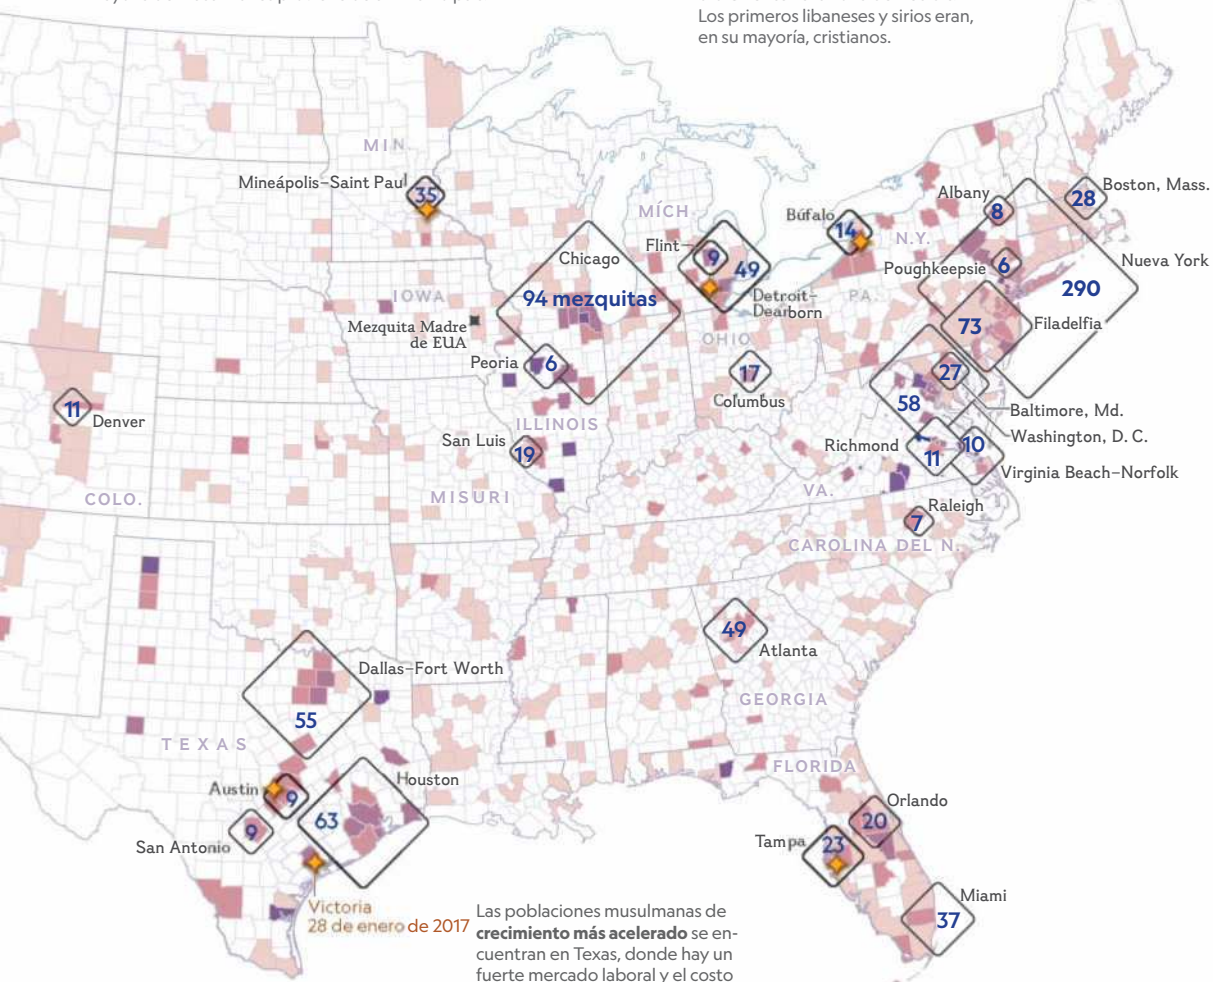 Los primeros libaneses y sirios eran,
en su mayoría, cristianos.
MIN.
Mineápolis–Saint Paul
35
Albany
8
Boston, Mass.
28
MÍCH
Búfalo
14
N.Y.
Flint
9
49
Detroit–
Dearborn
Poughkeepsie
6
Nueva York
290
Chicago
94 mezquitas
IOWA
PA.
Mezquita Madre
de EUA
73
Filadelfia
OHIO
Peoria
6
17
Columbus
27
58
Baltimore, Md.
11
Denver
ILLINOIS
Washington, D. C.
San Luis
19
Richmond
11
10
Virginia Beach–Norfolk
COLO.
MISURI
VA.
Raleigh
7
CAROLINA DEL N.
49
Atlanta
Dallas–Fort Worth
55
GEORGIA
TEXAS
FLORIDA
Houston
63
Austin
9
San Antonio
9
Orlando
20
Tampa
23
Miami
37
Victoria
28 de enero de 2017
Las poblaciones musulmanas de
crecimiento más acelerado se en-
cuentran en Texas, donde hay un
fuerte mercado laboral y el costo